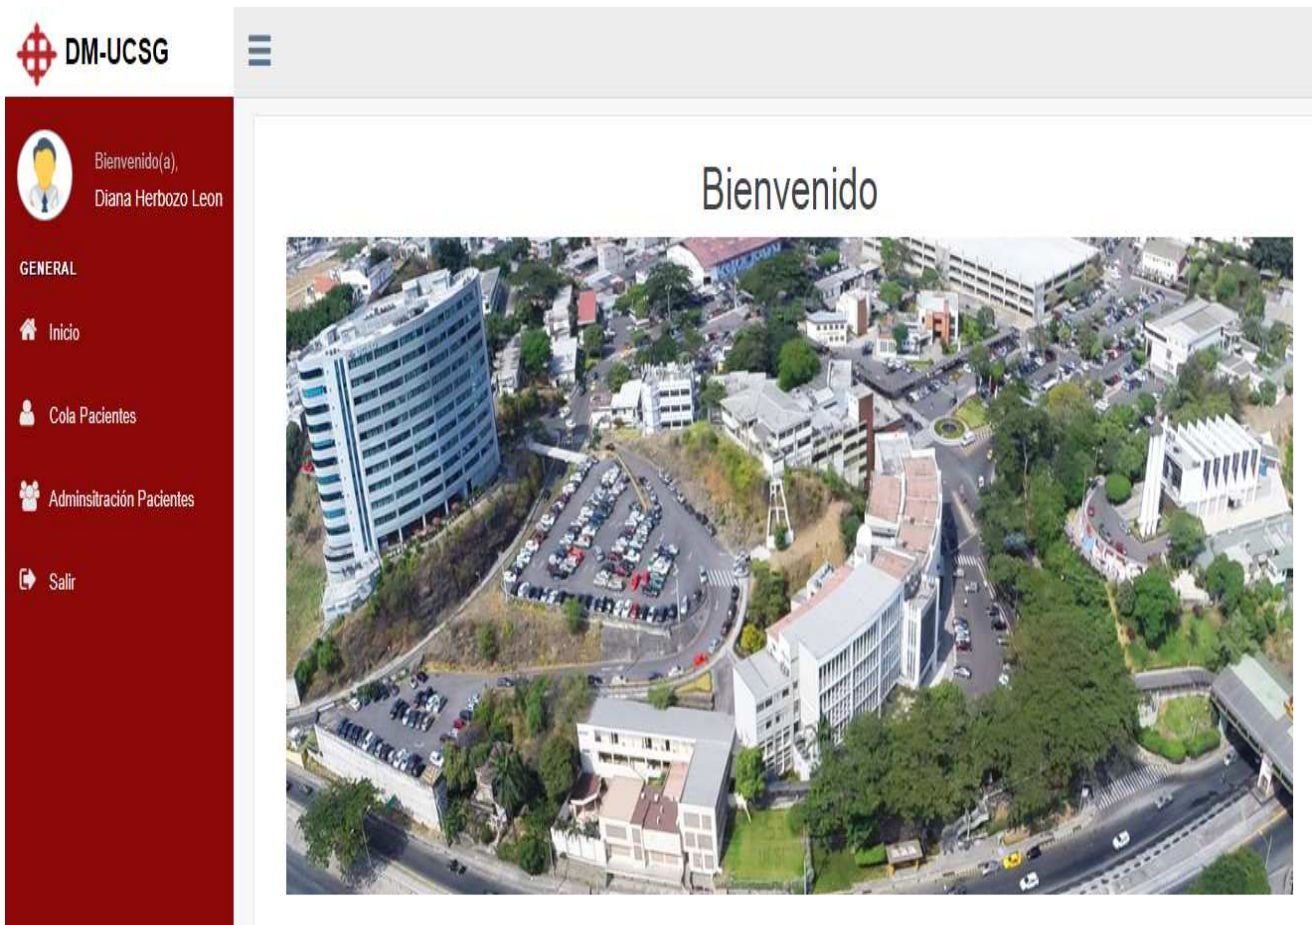 DM-UCSG
Bienvenido(a),
Diana Herbozo Leon
GENERAL
Inicio
Cola Pacientes
Adminsitración Pacientes
Salir
Bienvenido